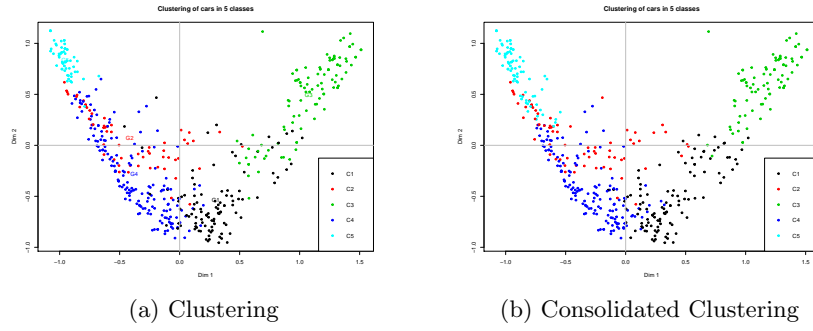 Clustering of cars in 5 classes
Dim 2
1.0
0.5
0.0
-0.5
-1.0
G2
G4
C1
C2
C3
C4
C5
-1.0 -0.5 0.0 0.5 1.0 1.5
Dim 1
(a) Clustering
Clustering of cars in 5 classes
Dim 2
1.0
0.5
0.0
-0.5
-1.0
C1
C2
C3
C4
C5
-1.0 -0.5 0.0 0.5 1.0 1.5
Dim 1
(b) Consolidated Clustering